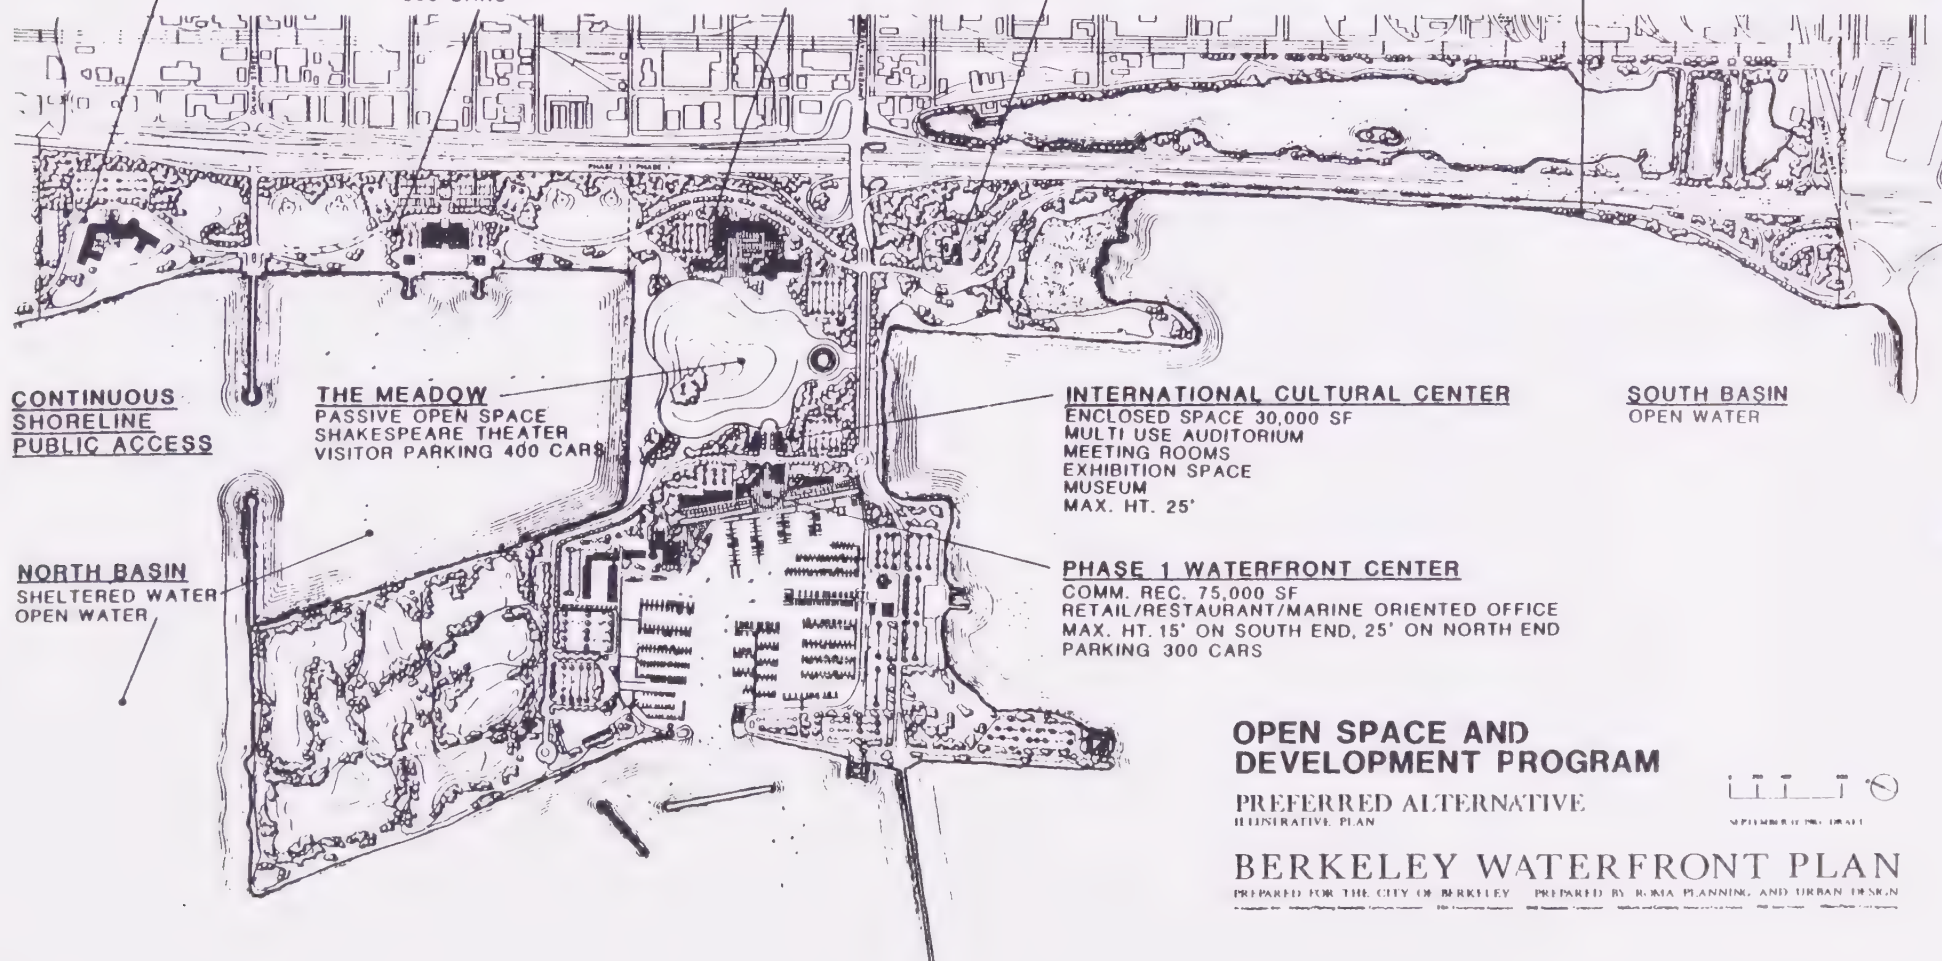 PHASE 1
CONTINUOUS
SHORELINE
PUBLIC ACCESS
THE MEADOW
PASSIVE OPEN SPACE
SHAKESPEARE THEATER
VISITOR PARKING 400 CARS
INTERNATIONAL CULTURAL CENTER
ENCLOSED SPACE 30,000 SF
MULTI USE AUDITORIUM
MEETING ROOMS
EXHIBITION SPACE
MUSEUM
MAX. HT. 25'
SOUTH BASIN
OPEN WATER
NORTH BASIN
SHELTERED WATER
OPEN WATER
PHASE 1 WATERFRONT CENTER
COMM. REC. 75,000 SF
RETAIL/RESTAURANT/MARINE ORIENTED OFFICE
MAX. HT. 15' ON SOUTH END, 25' ON NORTH END
PARKING 300 CARS
OPEN SPACE AND
DEVELOPMENT PROGRAM
PREFERRED ALTERNATIVE
ILLUSTRATIVE PLAN
BERKELEY WATERFRONT PLAN
PREPARED FOR THE CITY OF BERKELEY PREPARED BY ROMA PLANNING AND URBAN DESIGN